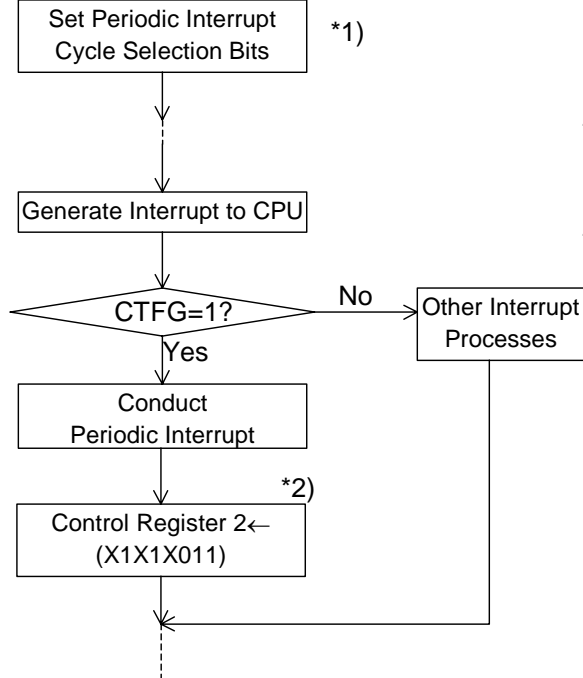 Set Periodic Interrupt
Cycle Selection Bits
*1)
Generate Interrupt to CPU
CTFG=1?
No
Other Interrupt
Processes
Yes
Conduct
Periodic Interrupt
*2)
Control Register 2←
(X1X1X011)